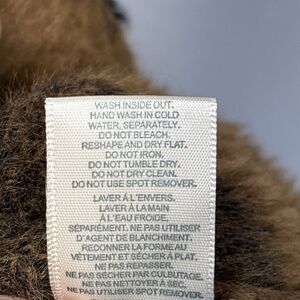 WASH INSIDE OUT.
HAND WASH IN COLD
WATER, SEPARATELY.
DO NOT BLEACH.
RESHAPE AND DRY FLAT.
DO NOT IRON.
DO NOT TUMBLE DRY.
DO NOT DRY CLEAN.
DO NOT USE SPOT REMOVER.
LAVER À L'ENVERS.
LAVER À LA MAIN
À L'EAU FROIDE,
SÉPARÉMENT. NE PAS UTILISER
D'AGENT DE BLANCHIMENT.
REDONNER LA FORME AU
VÊTEMENT ET SÉCHER À PLAT.
NE PAS REPASSER.
NE PAS SÉCHER PAR CULBUTAGE.
NE PAS NETTOYER À SEC.
NE PAS UTILISER SPOT REMOVER.